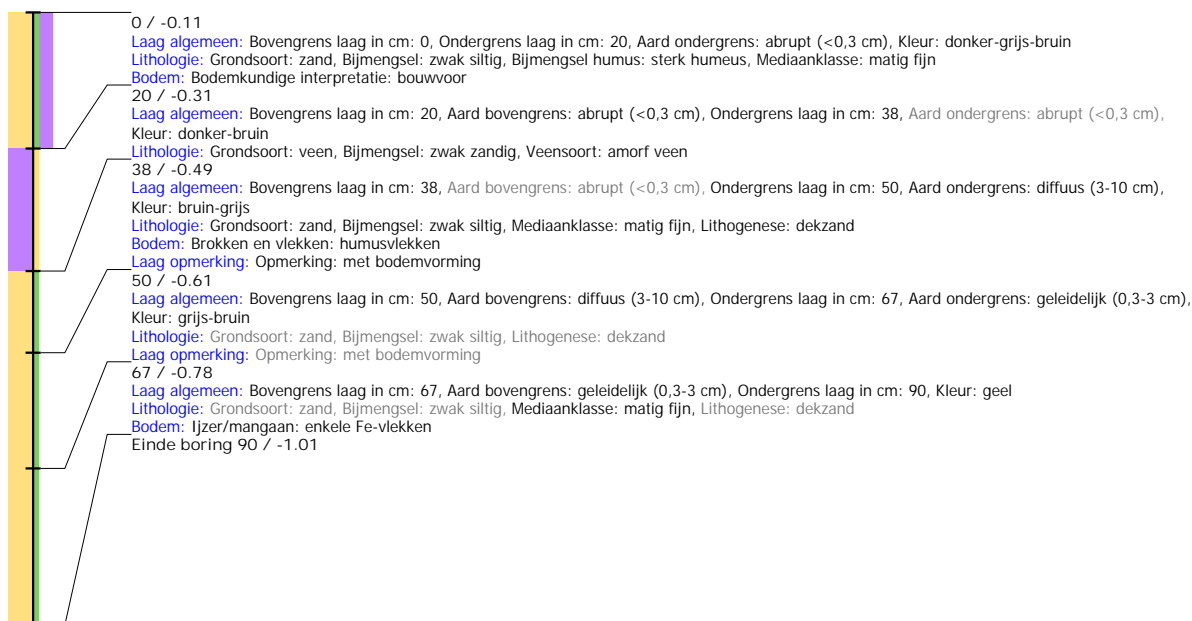 0 / -0.11
Laag algemeen: Bovengrens laag in cm: 0, Ondergrens laag in cm: 20, Aard ondergrens: abrupt (<0,3 cm), Kleur: donker-grijs-bruin
Lithologie: Grondsoort: zand, Bijmengsel: zwak siltig, Bijmengsel humus: sterk humeus, Mediaanklasse: matig fijn
Bodem: Bodemkundige interpretatie: bouwvoor
20 / -0.31
Laag algemeen: Bovengrens laag in cm: 20, Aard bovengrens: abrupt (<0,3 cm), Ondergrens laag in cm: 38, Aard ondergrens: abrupt (<0,3 cm),
Kleur: donker-bruin
Lithologie: Grondsoort: veen, Bijmengsel: zwak zandig, Veensoort: amorf veen
38 / -0.49
Laag algemeen: Bovengrens laag in cm: 38, Aard bovengrens: abrupt (<0,3 cm), Ondergrens laag in cm: 50, Aard ondergrens: diffuus (3-10 cm),
Kleur: bruin-grijs
Lithologie: Grondsoort: zand, Bijmengsel: zwak siltig, Mediaanklasse: matig fijn, Lithogenese: dekzand
Bodem: Brokken en vlekken: humusvlekken
Laag opmerking: Opmerking: met bodemvorming
50 / -0.61
Laag algemeen: Bovengrens laag in cm: 50, Aard bovengrens: diffuus (3-10 cm), Ondergrens laag in cm: 67, Aard ondergrens: geleidelijk (0,3-3 cm),
Kleur: grijs-bruin
Lithologie: Grondsoort: zand, Bijmengsel: zwak siltig, Lithogenese: dekzand
Laag opmerking: Opmerking: met bodemvorming
67 / -0.78
Laag algemeen: Bovengrens laag in cm: 67, Aard bovengrens: geleidelijk (0,3-3 cm), Ondergrens laag in cm: 90, Kleur: geel
Lithologie: Grondsoort: zand, Bijmengsel: zwak siltig, Mediaanklasse: matig fijn, Lithogenese: dekzand
Bodem: Ijzer/mangaan: enkele Fe-vlekken
Einde boring 90 / -1.01